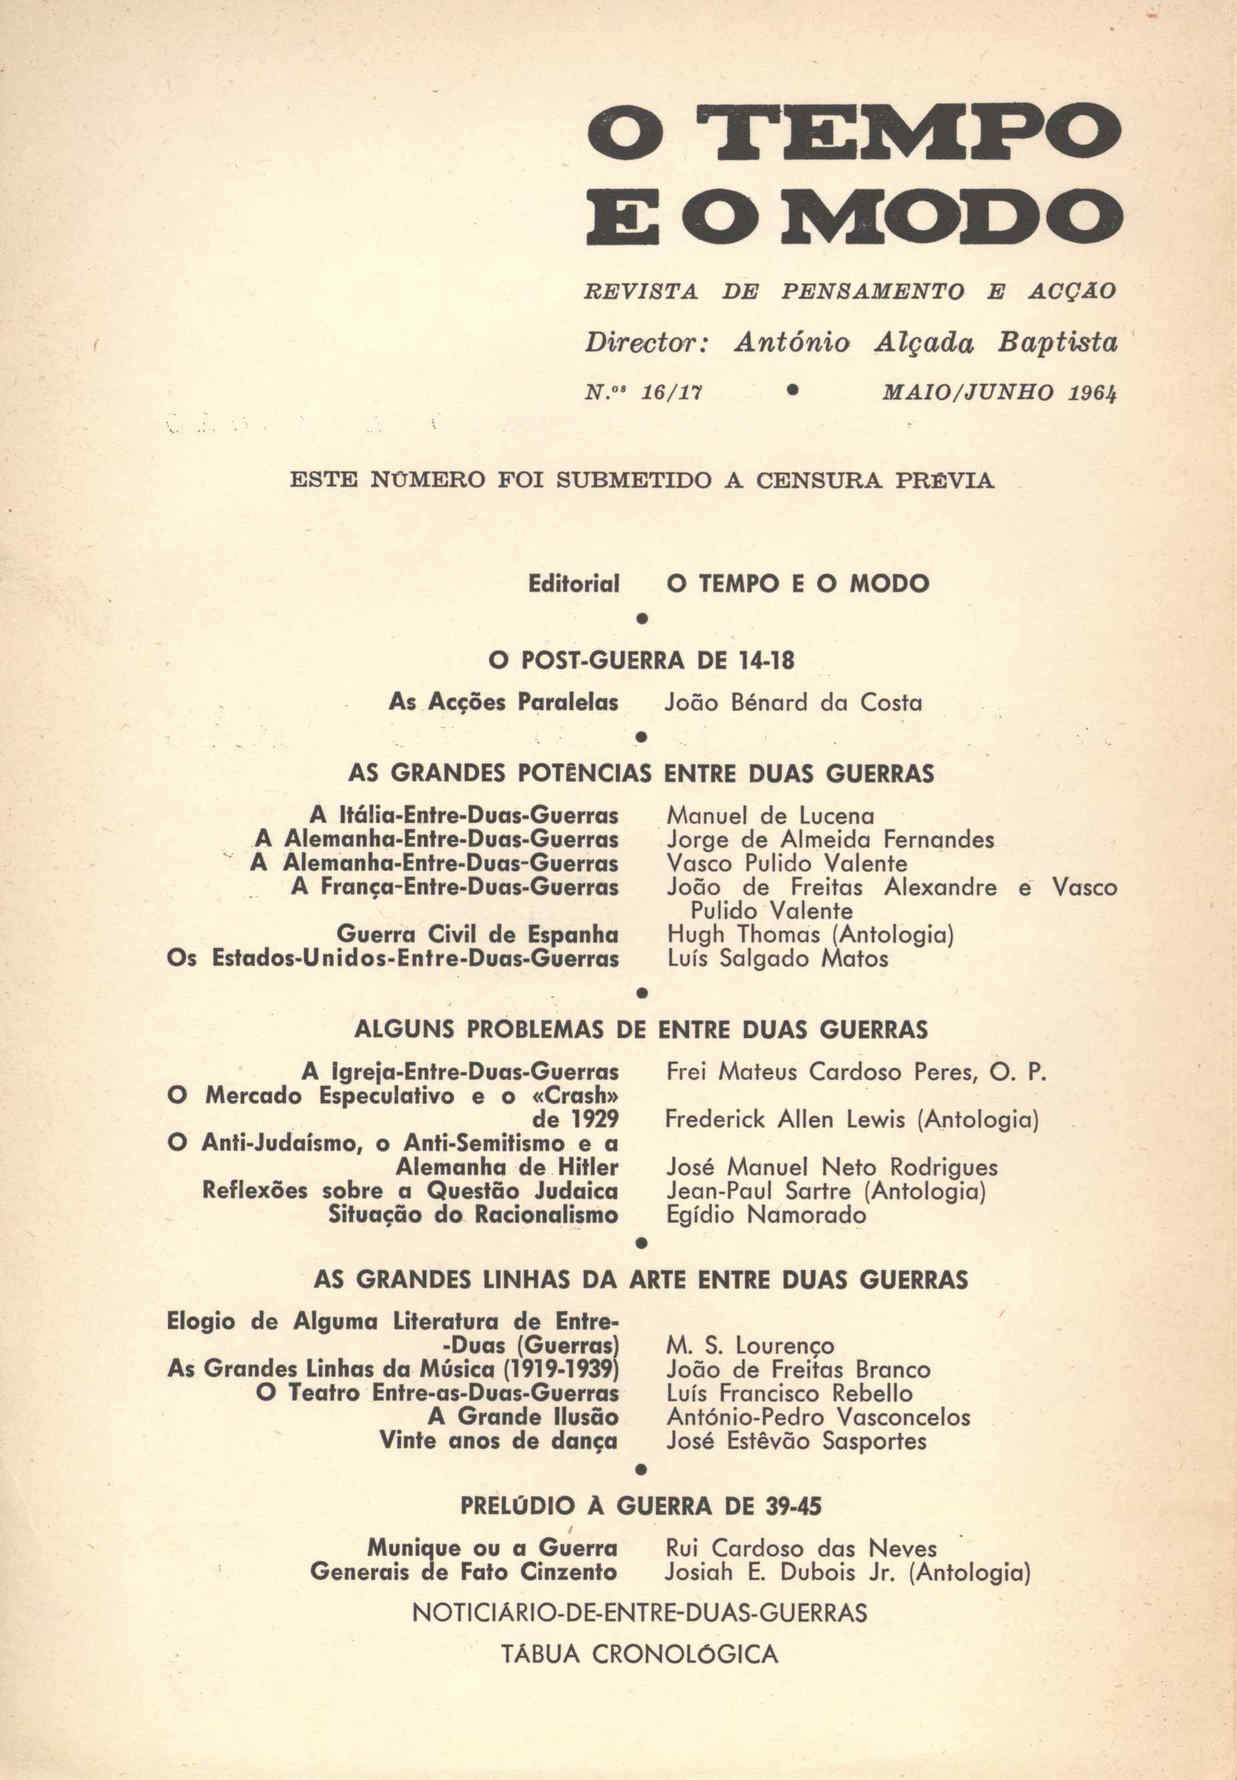 O TEMPO
E O MODO
REVISTA DE PENSAMENTO E ACÇÃO
Director: António Alçada Baptista
N.ºˢ 16/17 • MAIO/JUNHO 1964
ESTE NÚMERO FOI SUBMETIDO A CENSURA PRÉVIA
Editorial O TEMPO E O MODO
•
O POST-GUERRA DE 14-18
As Acções Paralelas João Bénard da Costa
•
AS GRANDES POTÊNCIAS ENTRE DUAS GUERRAS
A Itália-Entre-Duas-Guerras Manuel de Lucena
A Alemanha-Entre-Duas-Guerras Jorge de Almeida Fernandes
A Alemanha-Entre-Duas-Guerras Vasco Pulido Valente
A França-Entre-Duas-Guerras João de Freitas Alexandre e Vasco
Pulido Valente
Guerra Civil de Espanha Hugh Thomas (Antologia)
Os Estados-Unidos-Entre-Duas-Guerras Luís Salgado Matos
•
ALGUNS PROBLEMAS DE ENTRE DUAS GUERRAS
A Igreja-Entre-Duas-Guerras Frei Mateus Cardoso Peres, O. P.
O Mercado Especulativo e o «Crash»
de 1929 Frederick Allen Lewis (Antologia)
O Anti-Judaísmo, o Anti-Semitismo e a
Alemanha de Hitler José Manuel Neto Rodrigues
Reflexões sobre a Questão Judaica Jean-Paul Sartre (Antologia)
Situação do Racionalismo Egídio Namorado
•
AS GRANDES LINHAS DA ARTE ENTRE DUAS GUERRAS
Elogio de Alguma Literatura de Entre-
-Duas (Guerras) M. S. Lourenço
As Grandes Linhas da Música (1919-1939) João de Freitas Branco
O Teatro Entre-as-Duas-Guerras Luís Francisco Rebello
A Grande Ilusão António-Pedro Vasconcelos
Vinte anos de dança José Estêvão Sasportes
•
PRELÚDIO À GUERRA DE 39-45
Munique ou a Guerra Rui Cardoso das Neves
Generais de Fato Cinzento Josiah E. Dubois Jr. (Antologia)
NOTICIÁRIO-DE-ENTRE-DUAS-GUERRAS
TÁBUA CRONOLÓGICA